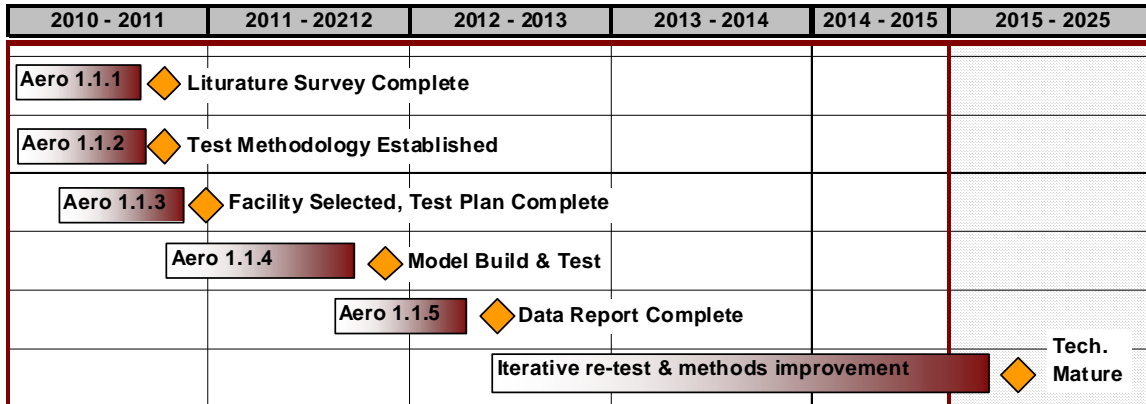 2010 - 2011 2011 - 20212 2012 - 2013 2013 - 2014 2014 - 2015 2015 - 2025
Aero 1.1.1 Liturature Survey Complete
Aero 1.1.2 Test Methodology Established
Aero 1.1.3 Facility Selected, Test Plan Complete
Aero 1.1.4 Model Build & Test
Aero 1.1.5 Data Report Complete
Iterative re-test & methods improvement
Tech.
Mature